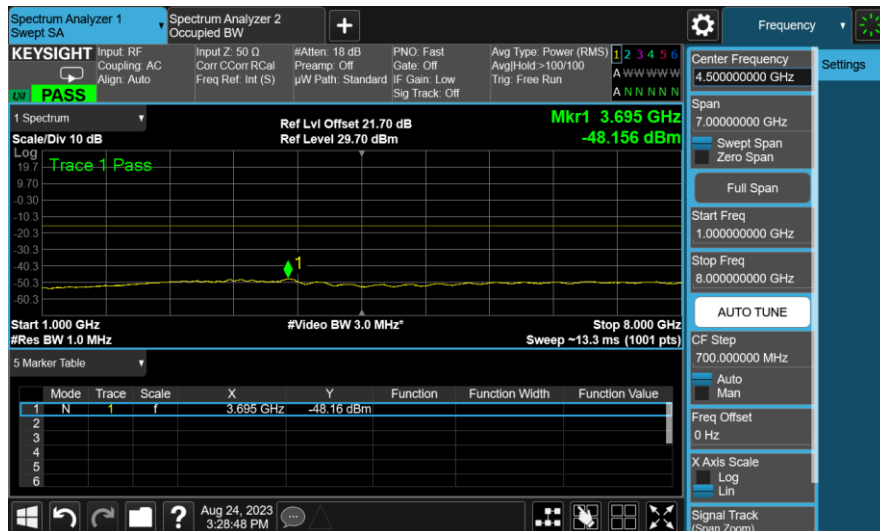 Spectrum Analyzer 1
Swept SA
Spectrum Analyzer 2
Occupied BW
Frequency
KEYSIGHT
Input: RF
Coupling: AC
Align: Auto
Input Z: 50 Ω
Corr CCorr RCal
Freq Ref: Int (S)
#Atten: 18 dB
Preamp: Off
µW Path: Standard
PNO: Fast
Gate: Off
IF Gain: Low
Sig Track: Off
Avg Type: Power (RMS)
Avg|Hold:>100/100
Trig: Free Run
1 2 3 4 5 6
A W W W W W
A N N N N N
LXI
PASS
1 Spectrum
Scale/Div 10 dB
Ref Lvl Offset 21.70 dB
Ref Level 29.70 dBm
Mkr1 3.695 GHz
-48.156 dBm
Log
Trace 1 Pass
19.7
9.70
-0.30
-10.3
-20.3
-30.3
-40.3
-50.3
-60.3
1
Start 1.000 GHz
#Video BW 3.0 MHz*
Stop 8.000 GHz
#Res BW 1.0 MHz
Sweep ~13.3 ms (1001 pts)
5 Marker Table
Mode Trace Scale X Y Function Function Width Function Value
1 N 1 f 3.695 GHz -48.16 dBm
2
3
4
5
6
Aug 24, 2023
3:28:48 PM
Center Frequency
4.500000000 GHz
Settings
Span
7.00000000 GHz
Swept Span
Zero Span
Full Span
Start Freq
1.000000000 GHz
Stop Freq
8.000000000 GHz
AUTO TUNE
CF Step
700.000000 MHz
Auto
Man
Freq Offset
0 Hz
X Axis Scale
Log
Lin
Signal Track
(Span Zoom)